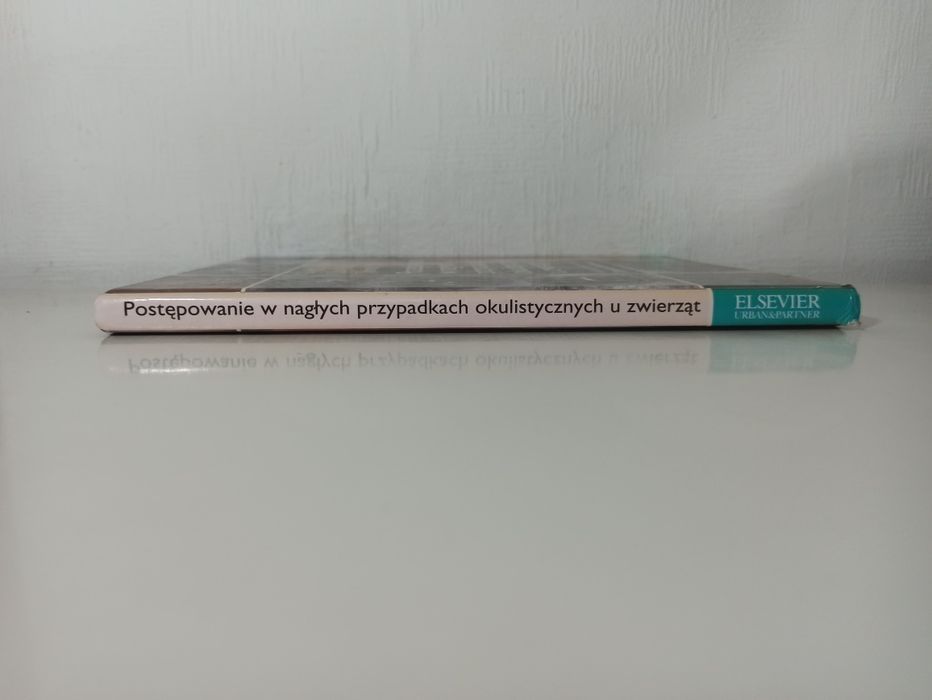 Postępowanie w nagłych przypadkach okulistycznych u zwierząt
ELSEVIER
URBAN&PARTNER